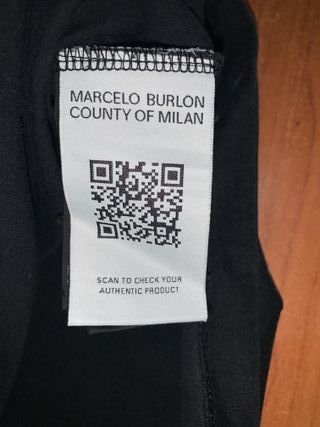 MARCELO BURLON
COUNTY OF MILAN
SCAN TO CHECK YOUR
AUTHENTIC PRODUCT